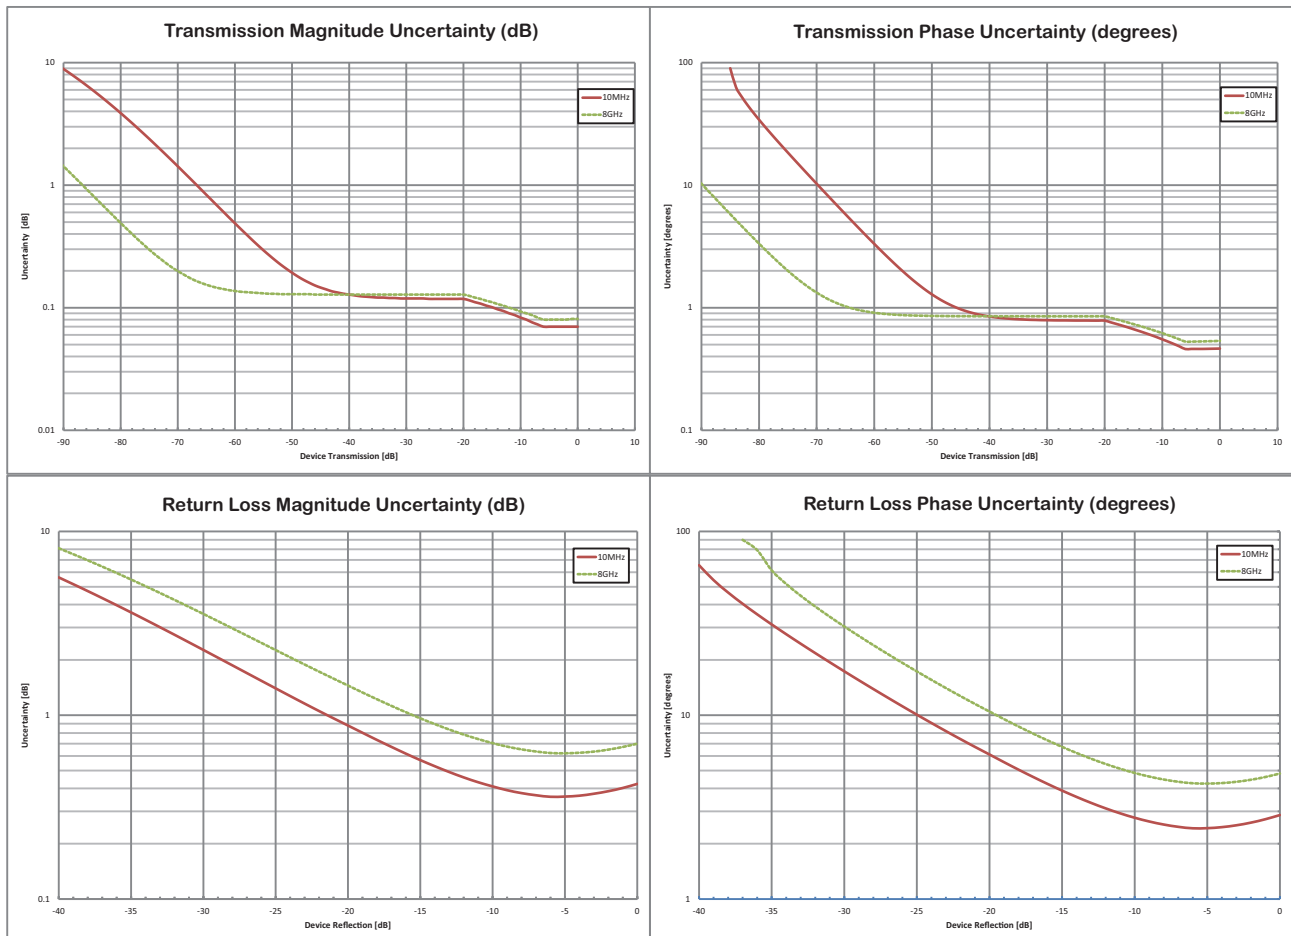 Transmission Magnitude Uncertainty (dB)
10
1
0.1
0.01
Uncertainty [dB]
10MHz
8GHz
-90 -80 -70 -60 -50 -40 -30 -20 -10 0 10
Device Transmission [dB]
Transmission Phase Uncertainty (degrees)
100
10
1
0.1
Uncertainty [degrees]
10MHz
8GHz
-90 -80 -70 -60 -50 -40 -30 -20 -10 0 10
Device Transmission [dB]
Return Loss Magnitude Uncertainty (dB)
10
1
0.1
Uncertainty [dB]
10MHz
8GHz
-40 -35 -30 -25 -20 -15 -10 -5 0
Device Reflection [dB]
Return Loss Phase Uncertainty (degrees)
100
10
1
Uncertainty [degrees]
10MHz
8GHz
-40 -35 -30 -25 -20 -15 -10 -5 0
Device Reflection [dB]